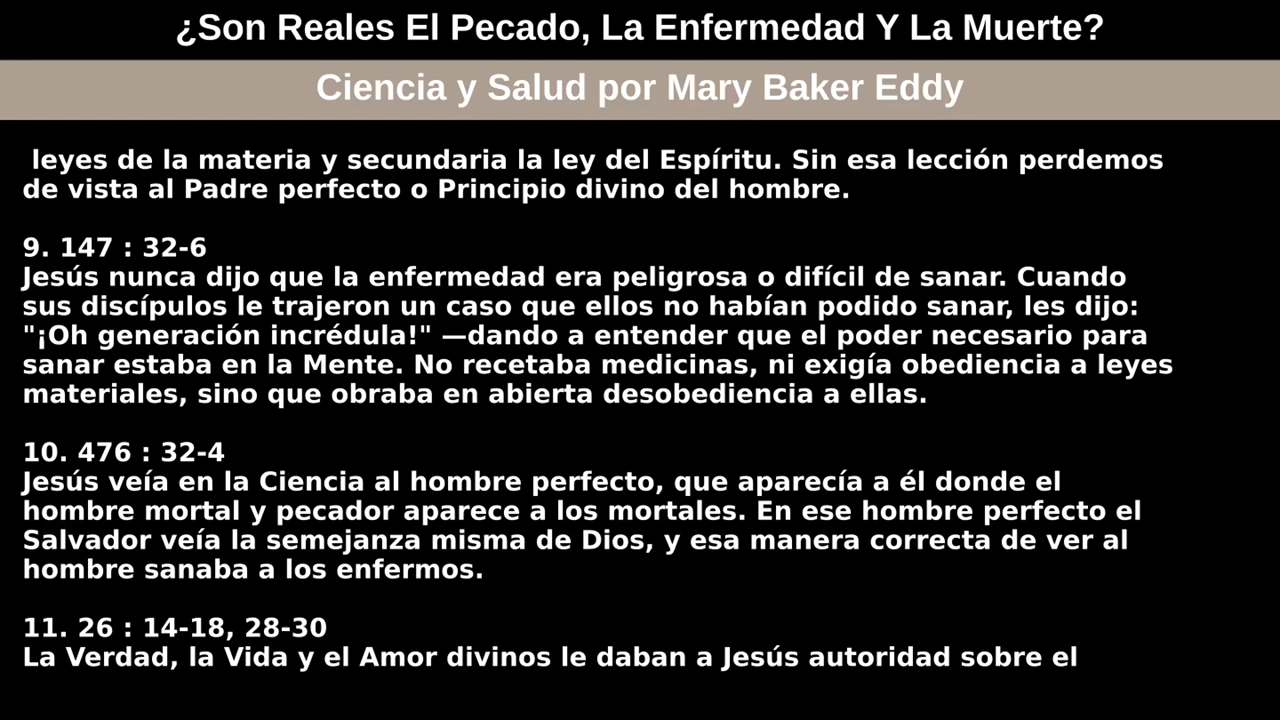 ¿Son Reales El Pecado, La Enfermedad Y La Muerte?
Ciencia y Salud por Mary Baker Eddy
leyes de la materia y secundaria la ley del Espíritu. Sin esa lección perdemos
de vista al Padre perfecto o Principio divino del hombre.
9. 147 : 32-6
Jesús nunca dijo que la enfermedad era peligrosa o difícil de sanar. Cuando
sus discípulos le trajeron un caso que ellos no habían podido sanar, les dijo:
"¡Oh generación incrédula!" —dando a entender que el poder necesario para
sanar estaba en la Mente. No recetaba medicinas, ni exigía obediencia a leyes
materiales, sino que obraba en abierta desobediencia a ellas.
10. 476 : 32-4
Jesús veía en la Ciencia al hombre perfecto, que aparecía a él donde el
hombre mortal y pecador aparece a los mortales. En ese hombre perfecto el
Salvador veía la semejanza misma de Dios, y esa manera correcta de ver al
hombre sanaba a los enfermos.
11. 26 : 14-18, 28-30
La Verdad, la Vida y el Amor divinos le daban a Jesús autoridad sobre el